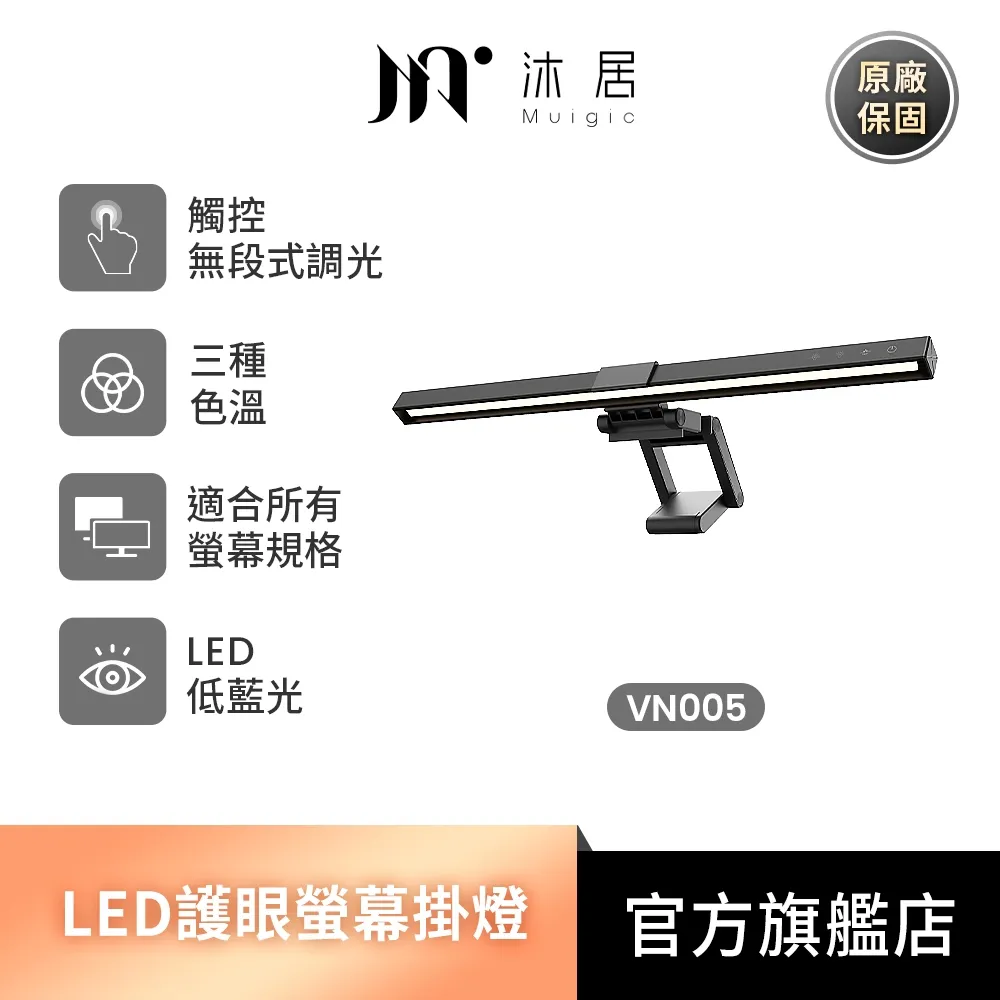 沐居
Muigic
原廠
保固
觸控
無段式調光
三種
色溫
適合所有
螢幕規格
LED
低藍光
VN005
LED護眼螢幕掛燈
官方旗艦店